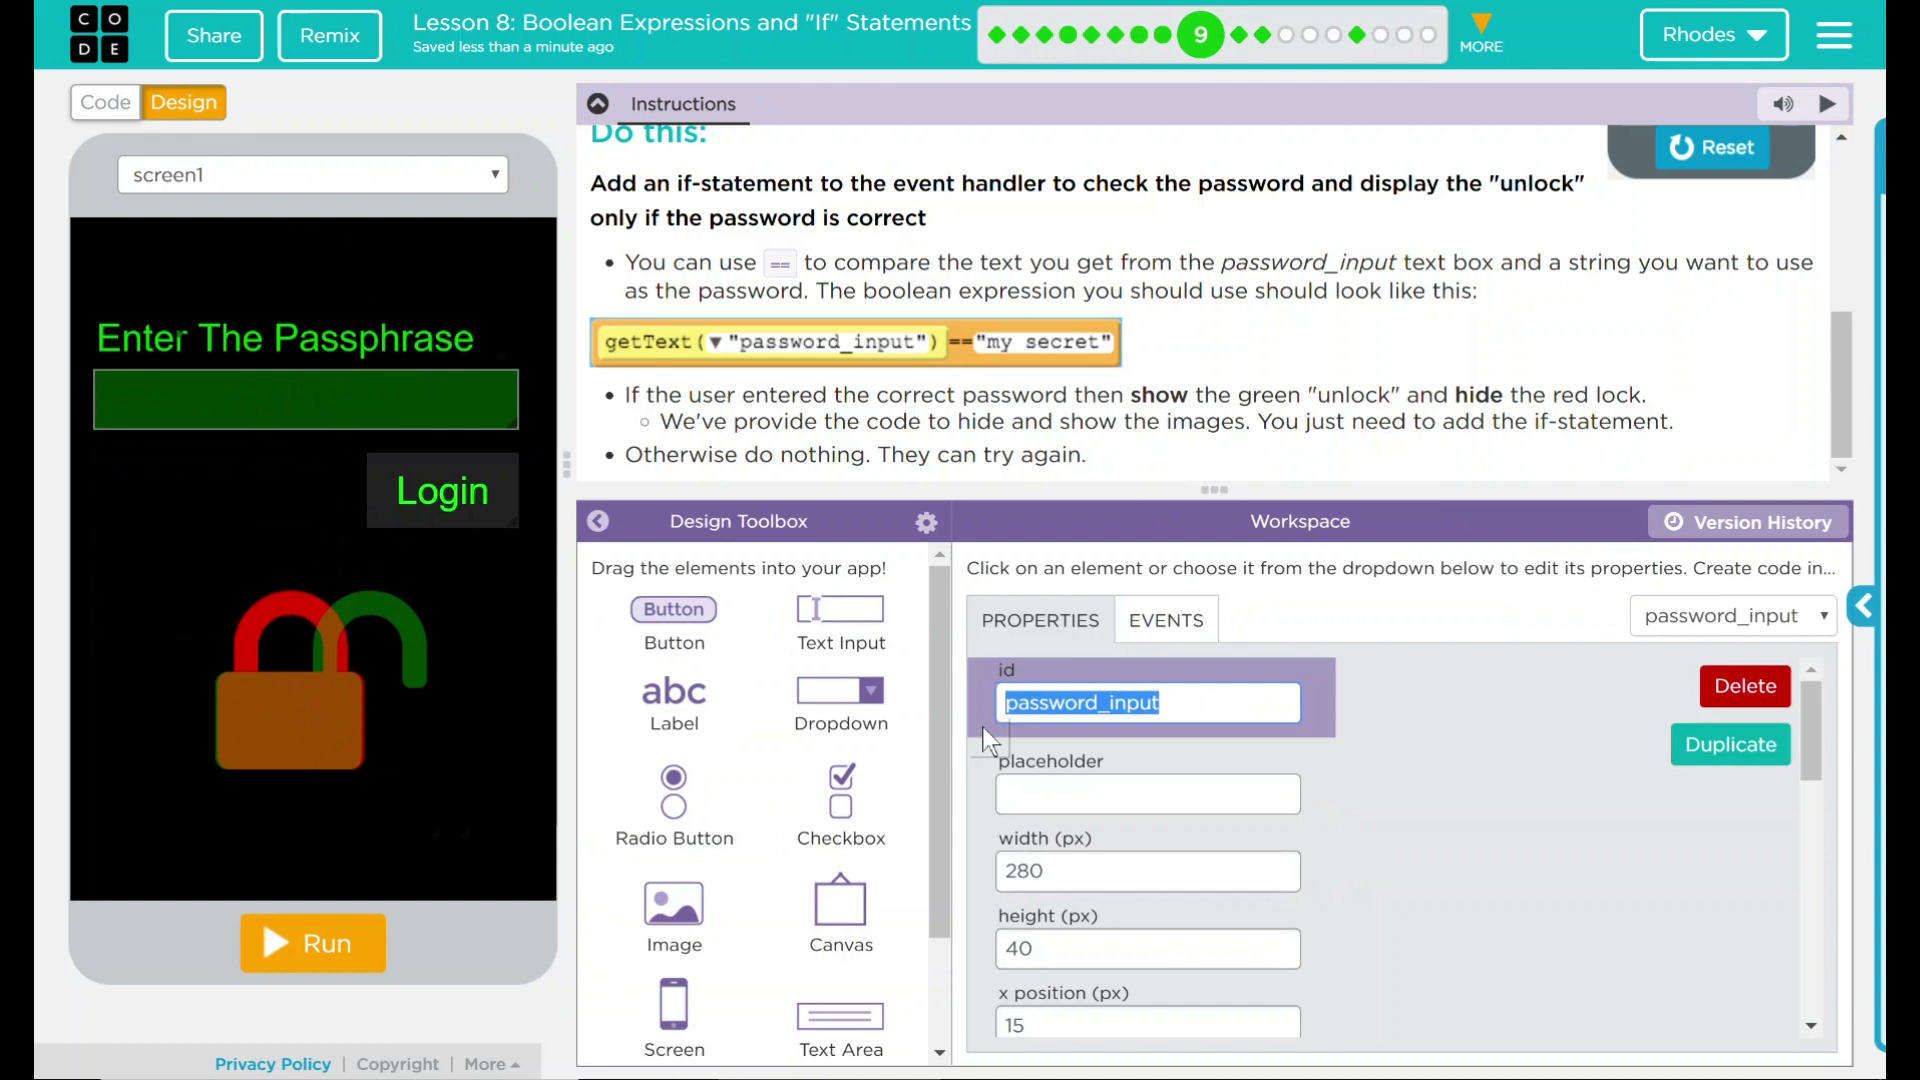 C O
D E
Share
Remix
Lesson 8: Boolean Expressions and "If" Statements
Saved less than a minute ago
9
MORE
Rhodes
Code
Design
screen1
Enter The Passphrase
Login
Run
Privacy Policy | Copyright | More
Instructions
Do this:
Reset
Add an if-statement to the event handler to check the password and display the "unlock"
only if the password is correct
You can use == to compare the text you get from the password_input text box and a string you want to use
as the password. The boolean expression you should use should look like this:
getText(▼ "password_input") =="my secret"
If the user entered the correct password then show the green "unlock" and hide the red lock.
We've provide the code to hide and show the images. You just need to add the if-statement.
Otherwise do nothing. They can try again.
Design Toolbox
Workspace
Version History
Drag the elements into your app!
Button
Button
Text Input
abc
Label
Dropdown
Radio Button
Checkbox
Image
Canvas
Screen
Text Area
Click on an element or choose it from the dropdown below to edit its properties. Create code in...
PROPERTIES
EVENTS
password_input
id
password_input
Delete
Duplicate
placeholder
width (px)
280
height (px)
40
x position (px)
15